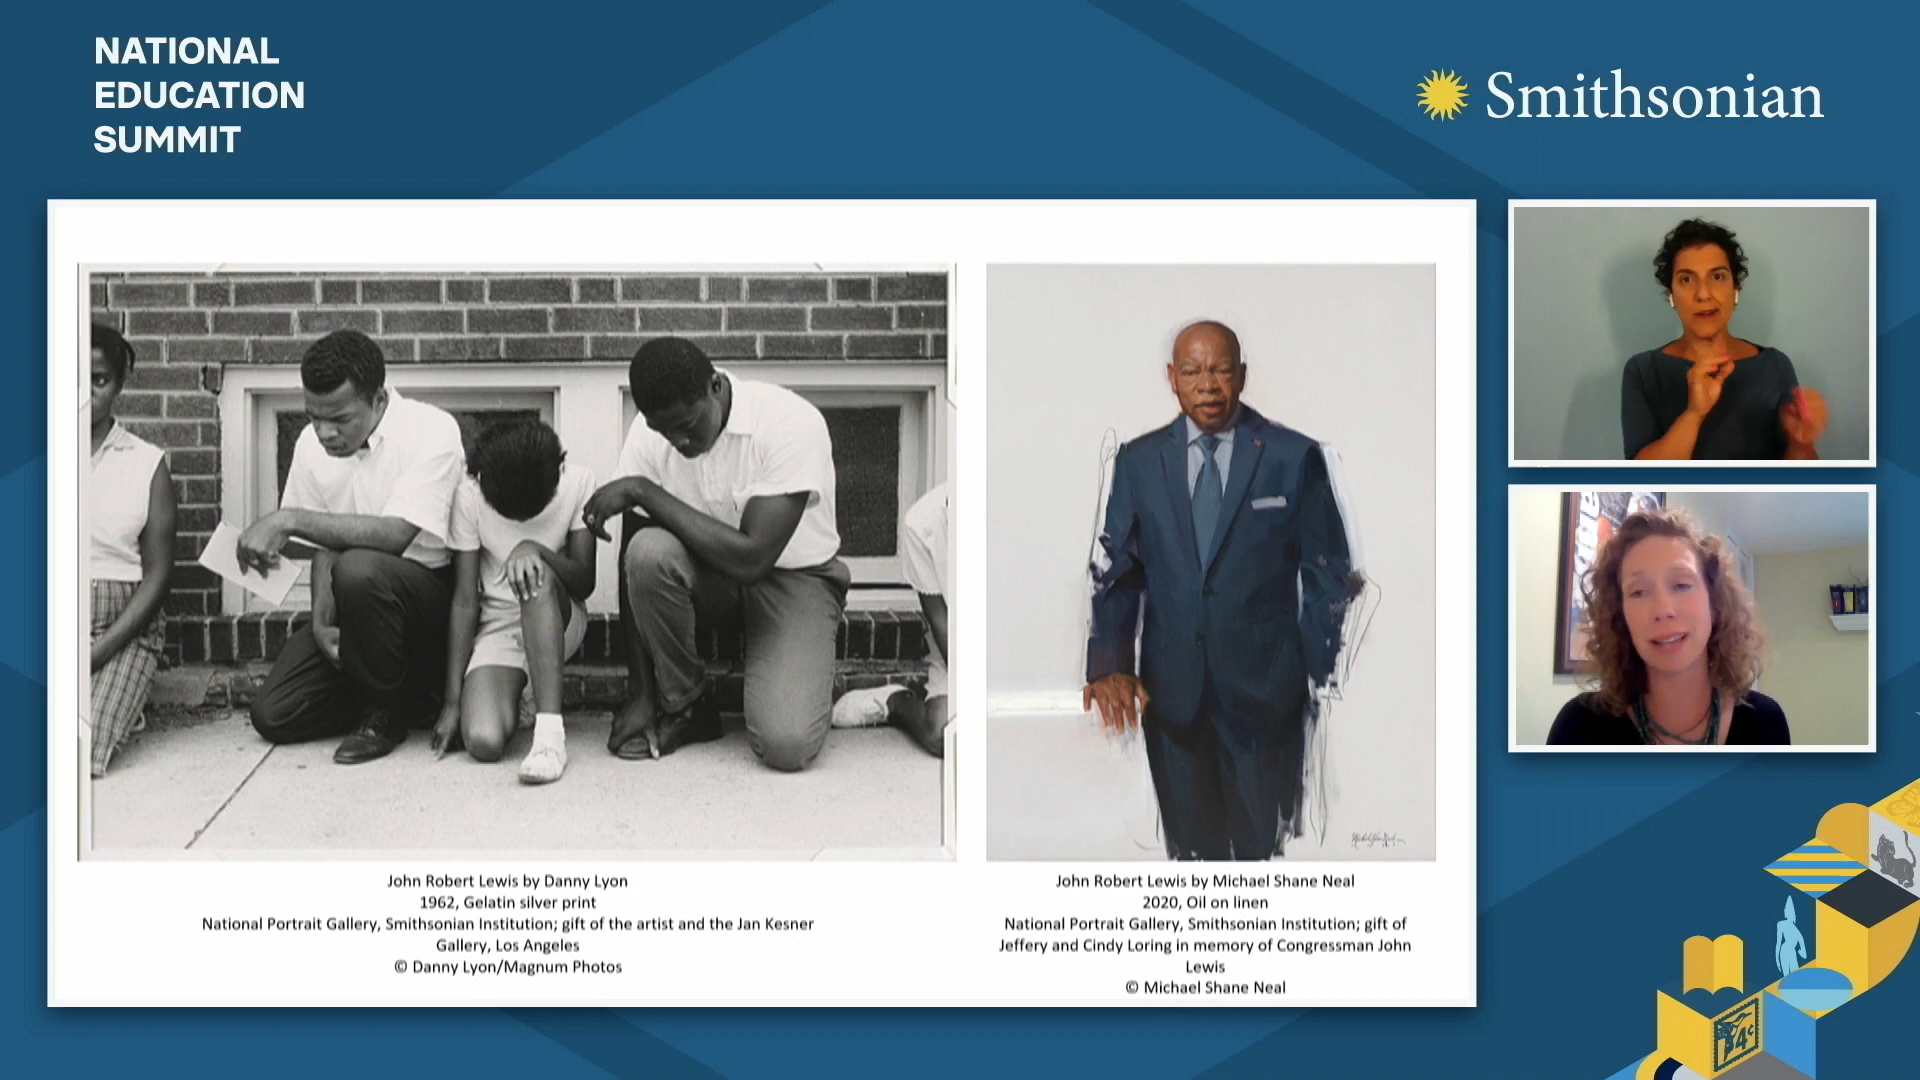 NATIONAL
EDUCATION
SUMMIT
Smithsonian
John Robert Lewis by Danny Lyon
1962, Gelatin silver print
National Portrait Gallery, Smithsonian Institution; gift of the artist and the Jan Kesner
Gallery, Los Angeles
© Danny Lyon/Magnum Photos
John Robert Lewis by Michael Shane Neal
2020, Oil on linen
National Portrait Gallery, Smithsonian Institution; gift of
Jeffery and Cindy Loring in memory of Congressman John
Lewis
© Michael Shane Neal
4¢